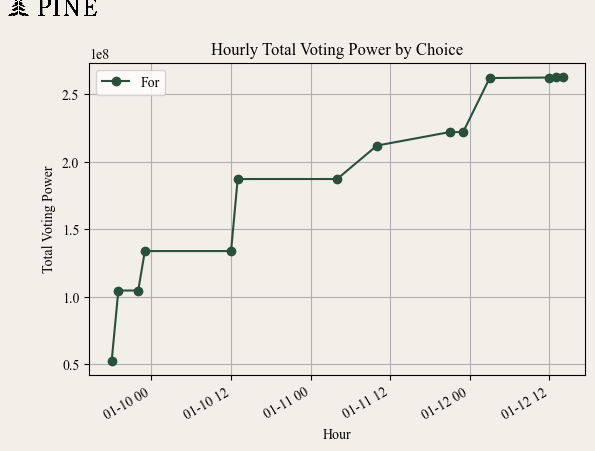 PINE
Hourly Total Voting Power by Choice
1e8
For
2.5
2.0
1.5
1.0
0.5
Total Voting Power
01-10 00
01-10 12
01-11 00
01-11 12
01-12 00
01-12 12
Hour